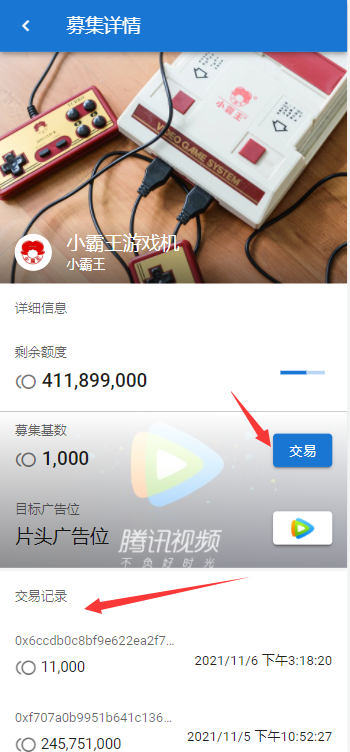 募集详情
小霸王
VIDEO GAME SYSTEM
小霸王游戏机
小霸王
详细信息
剩余额度
411,899,000
募集基数
1,000
交易
目标广告位
片头广告位
腾讯视频
不负好时光
交易记录
0x6ccdb0c8bf9e622ea2f7...
11,000
2021/11/6 下午3:18:20
0xf707a0b9951b641c136...
245,751,000
2021/11/5 下午10:52:27